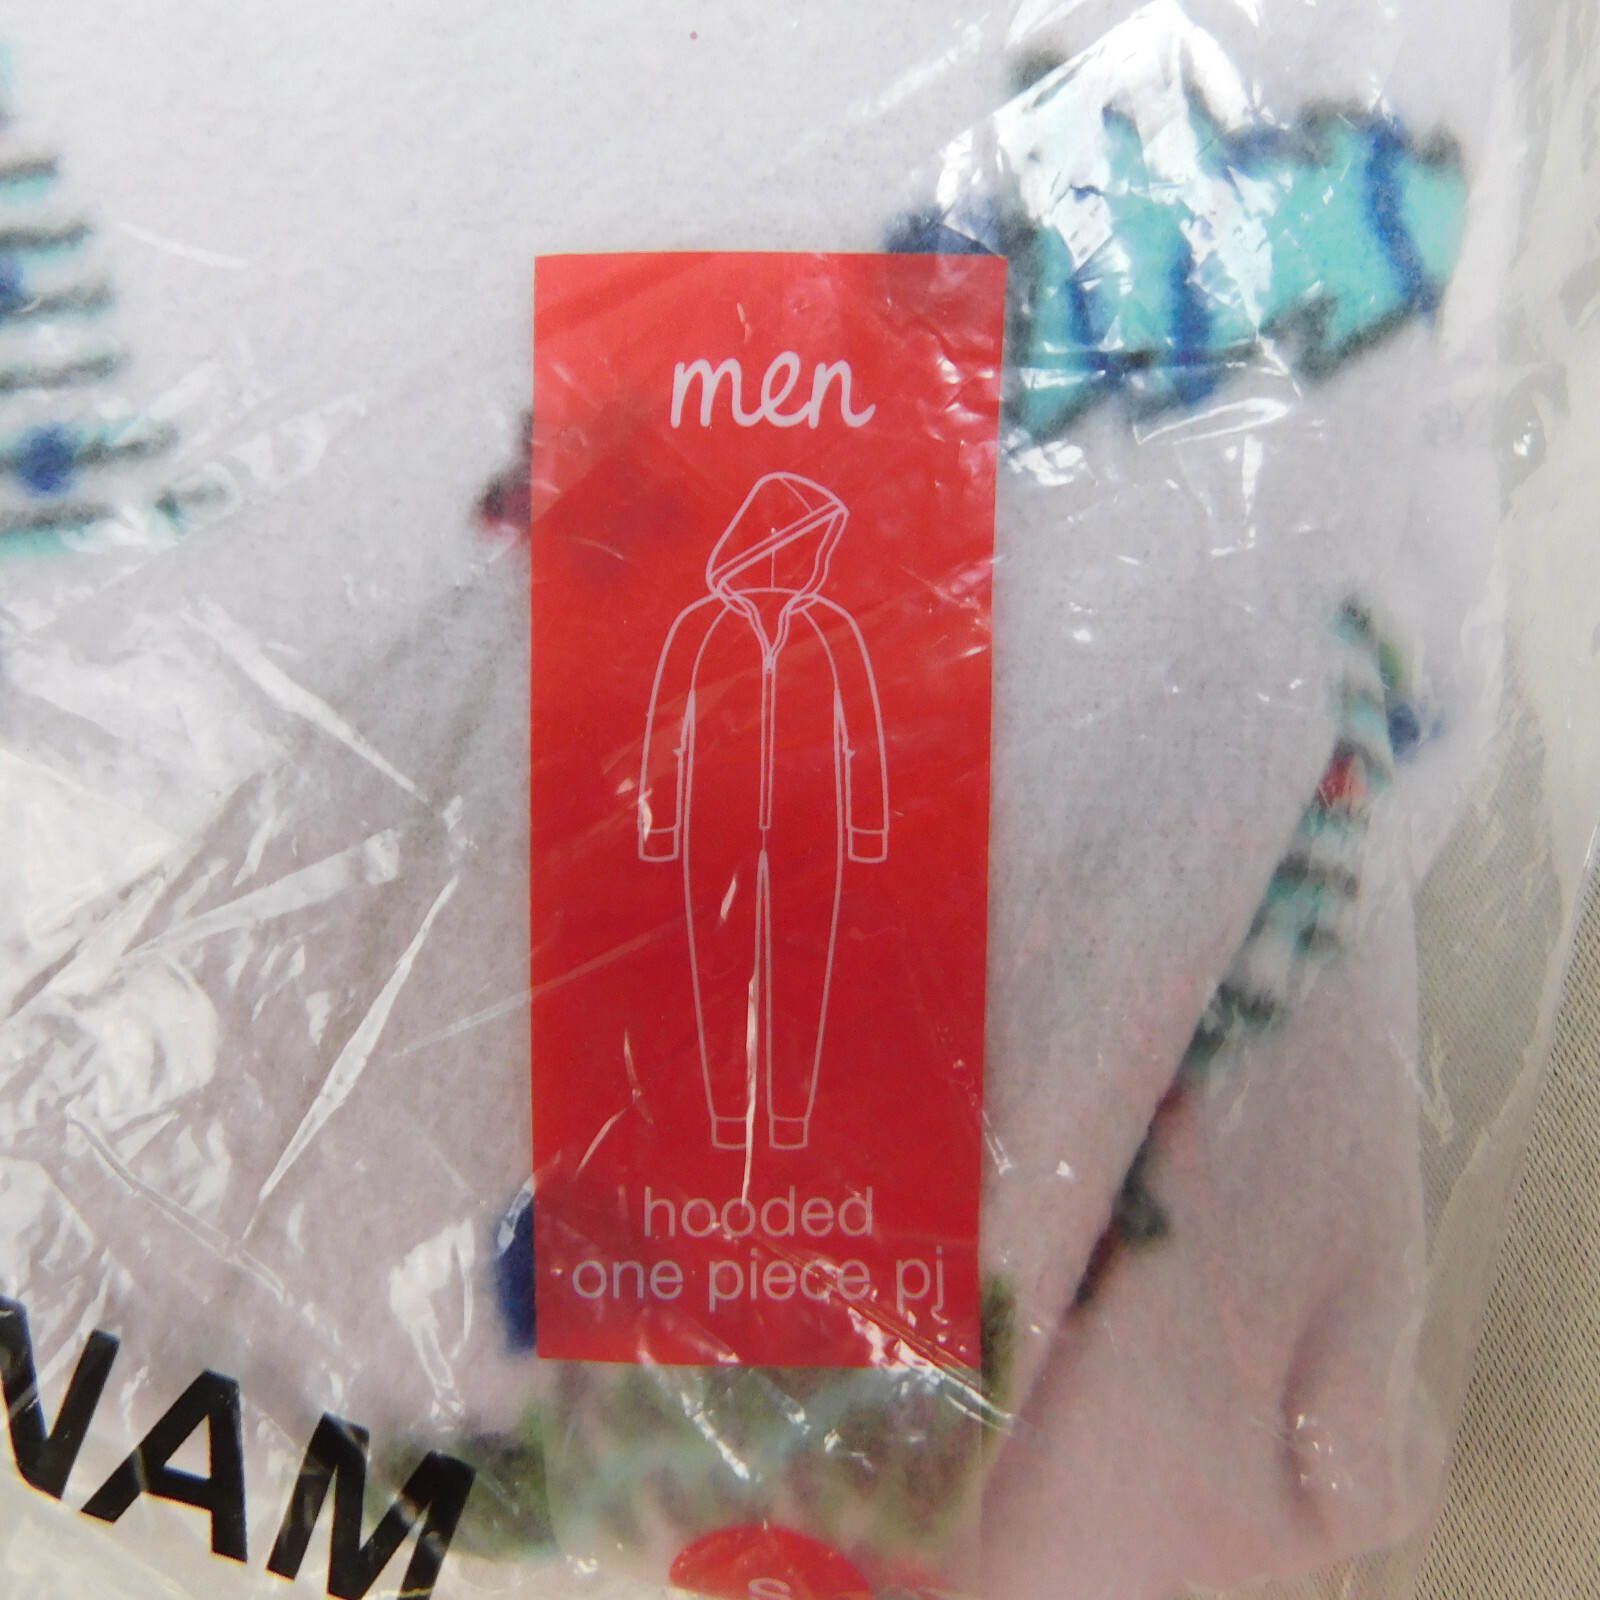 men
hooded
one piece pj
NAM
S